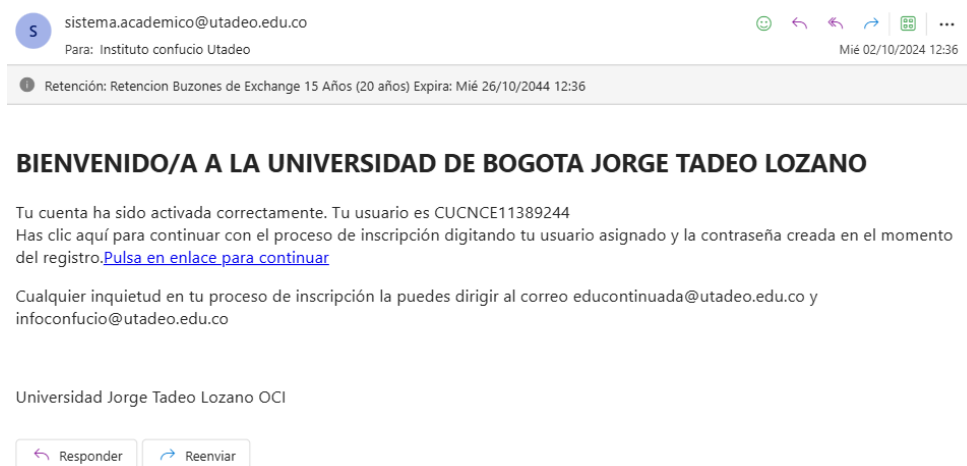 S
sistema.academico@utadeo.edu.co
Para: Instituto confucio Utadeo
Mié 02/10/2024 12:36
Retención: Retencion Buzones de Exchange 15 Años (20 años) Expira: Mié 26/10/2044 12:36
BIENVENIDO/A A LA UNIVERSIDAD DE BOGOTA JORGE TADEO LOZANO
Tu cuenta ha sido activada correctamente. Tu usuario es CUCNCE11389244
Has clic aquí para continuar con el proceso de inscripción digitando tu usuario asignado y la contraseña creada en el momento
del registro.Pulsa en enlace para continuar
Cualquier inquietud en tu proceso de inscripción la puedes dirigir al correo educontinuada@utadeo.edu.co y
infoconfucio@utadeo.edu.co
Universidad Jorge Tadeo Lozano OCI
Responder
Reenviar